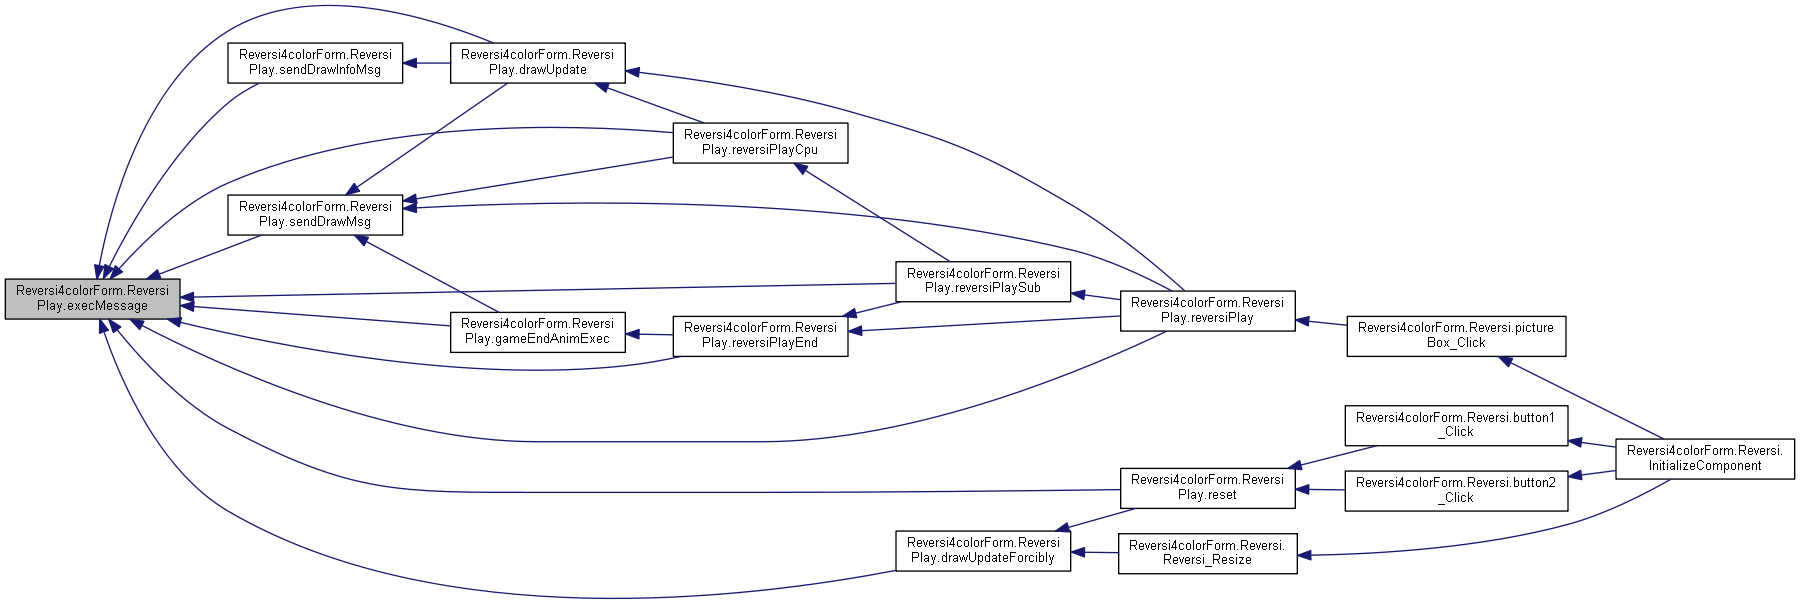 Reversi4colorForm.Reversi
Play.execMessage
Reversi4colorForm.Reversi
Play.sendDrawInfoMsg
Reversi4colorForm.Reversi
Play.sendDrawMsg
Reversi4colorForm.Reversi
Play.drawUpdate
Reversi4colorForm.Reversi
Play.gameEndAnimExec
Reversi4colorForm.Reversi
Play.reversiPlayCpu
Reversi4colorForm.Reversi
Play.reversiPlayEnd
Reversi4colorForm.Reversi
Play.reversiPlaySub
Reversi4colorForm.Reversi
Play.drawUpdateForcibly
Reversi4colorForm.Reversi
Play.reversiPlay
Reversi4colorForm.Reversi
Play.reset
Reversi4colorForm.Reversi.
Reversi_Resize
Reversi4colorForm.Reversi.picture
Box_Click
Reversi4colorForm.Reversi.button1
_Click
Reversi4colorForm.Reversi.button2
_Click
Reversi4colorForm.Reversi.
InitializeComponent